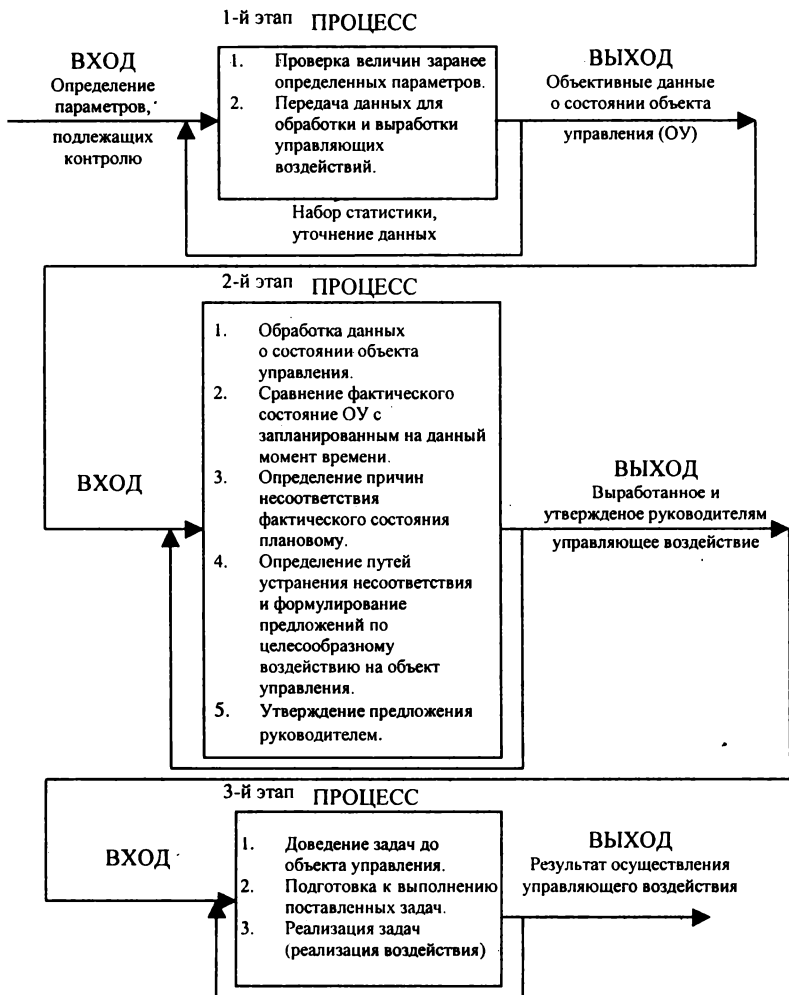 1-й этап ПРОЦЕСС
ВХОД
Определение
параметров,
подлежащих
контролю
1. Проверка величин заранее
определенных параметров.
2. Передача данных для
обработки и выработки
управляющих
воздействий.
ВЫХОД
Объективные данные
о состоянии объекта
управления (ОУ)
Набор статистики,
уточнение данных
2-й этап ПРОЦЕСС
ВХОД
1. Обработка данных
о состоянии объекта
управления.
2. Сравнение фактического
состояние ОУ с
запланированным на данный
момент времени.
3. Определение причин
несоответствия
фактического состояния
плановому.
4. Определение путей
устранения несоответствия
и формулирование
предложений по
целесообразному
воздействию на объект
управления.
5. Утверждение предложения
руководителем.
ВЫХОД
Выработанное и
утвержденое руководителям
управляющее воздействие
3-й этап ПРОЦЕСС
ВХОД
1. Доведение задач до
объекта управления.
2. Подготовка к выполнению
поставленных задач.
3. Реализация задач
(реализация воздействия)
ВЫХОД
Результат осуществления
управляющего воздействия